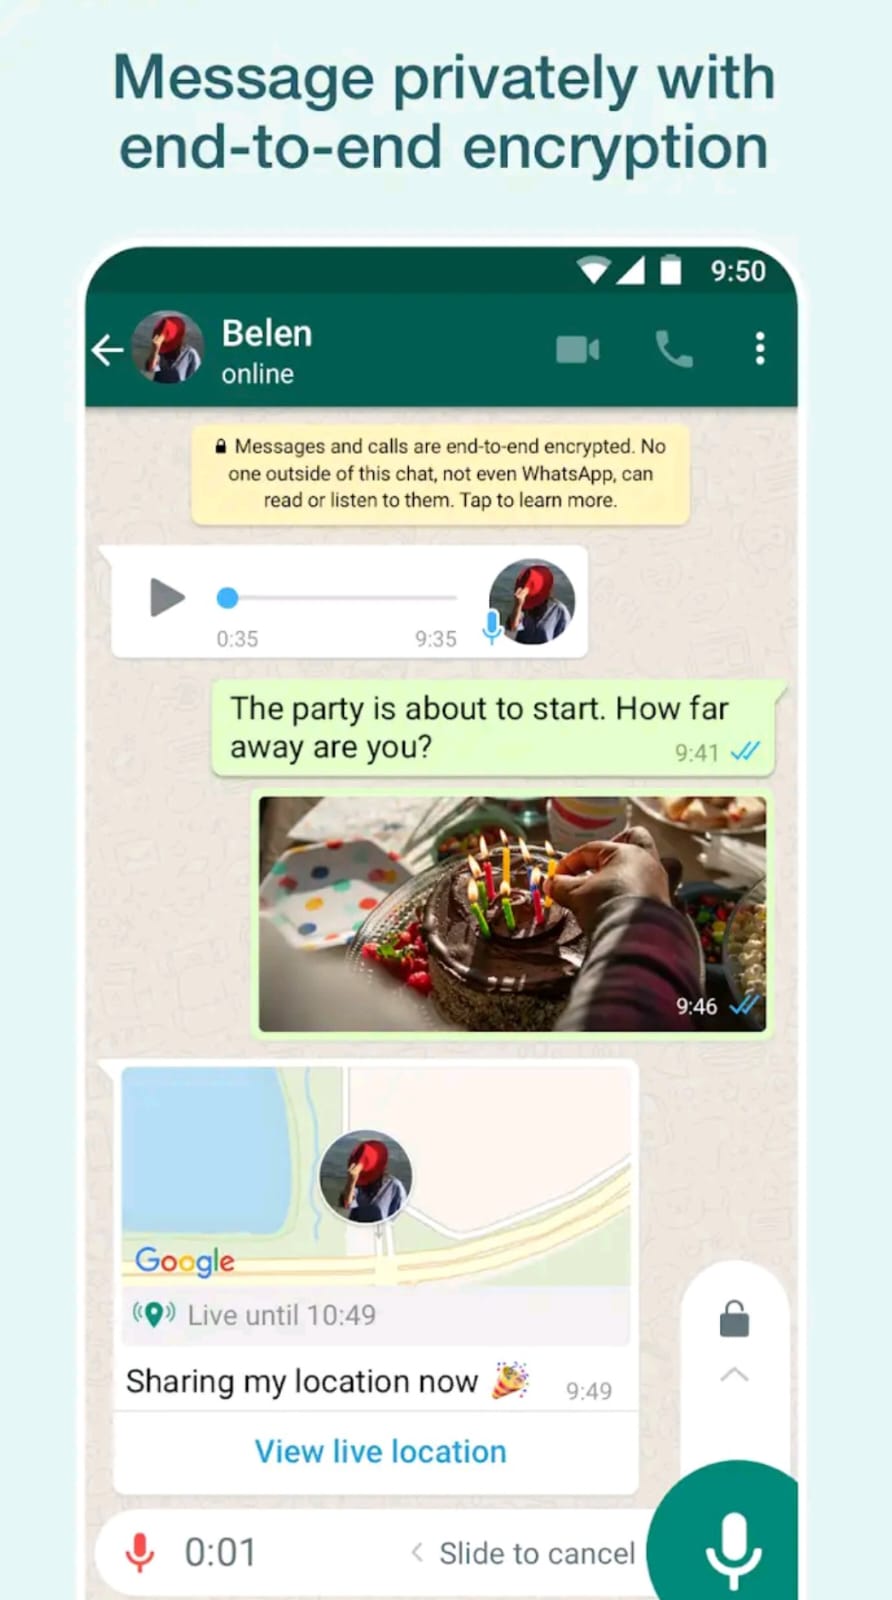 Message privately with
end-to-end encryption
9:50
Belen
online
Messages and calls are end-to-end encrypted. No
one outside of this chat, not even WhatsApp, can
read or listen to them. Tap to learn more.
0:35 9:35
The party is about to start. How far
away are you? 9:41
9:46
Google
Live until 10:49
Sharing my location now 🎉 9:49
View live location
0:01 < Slide to cancel